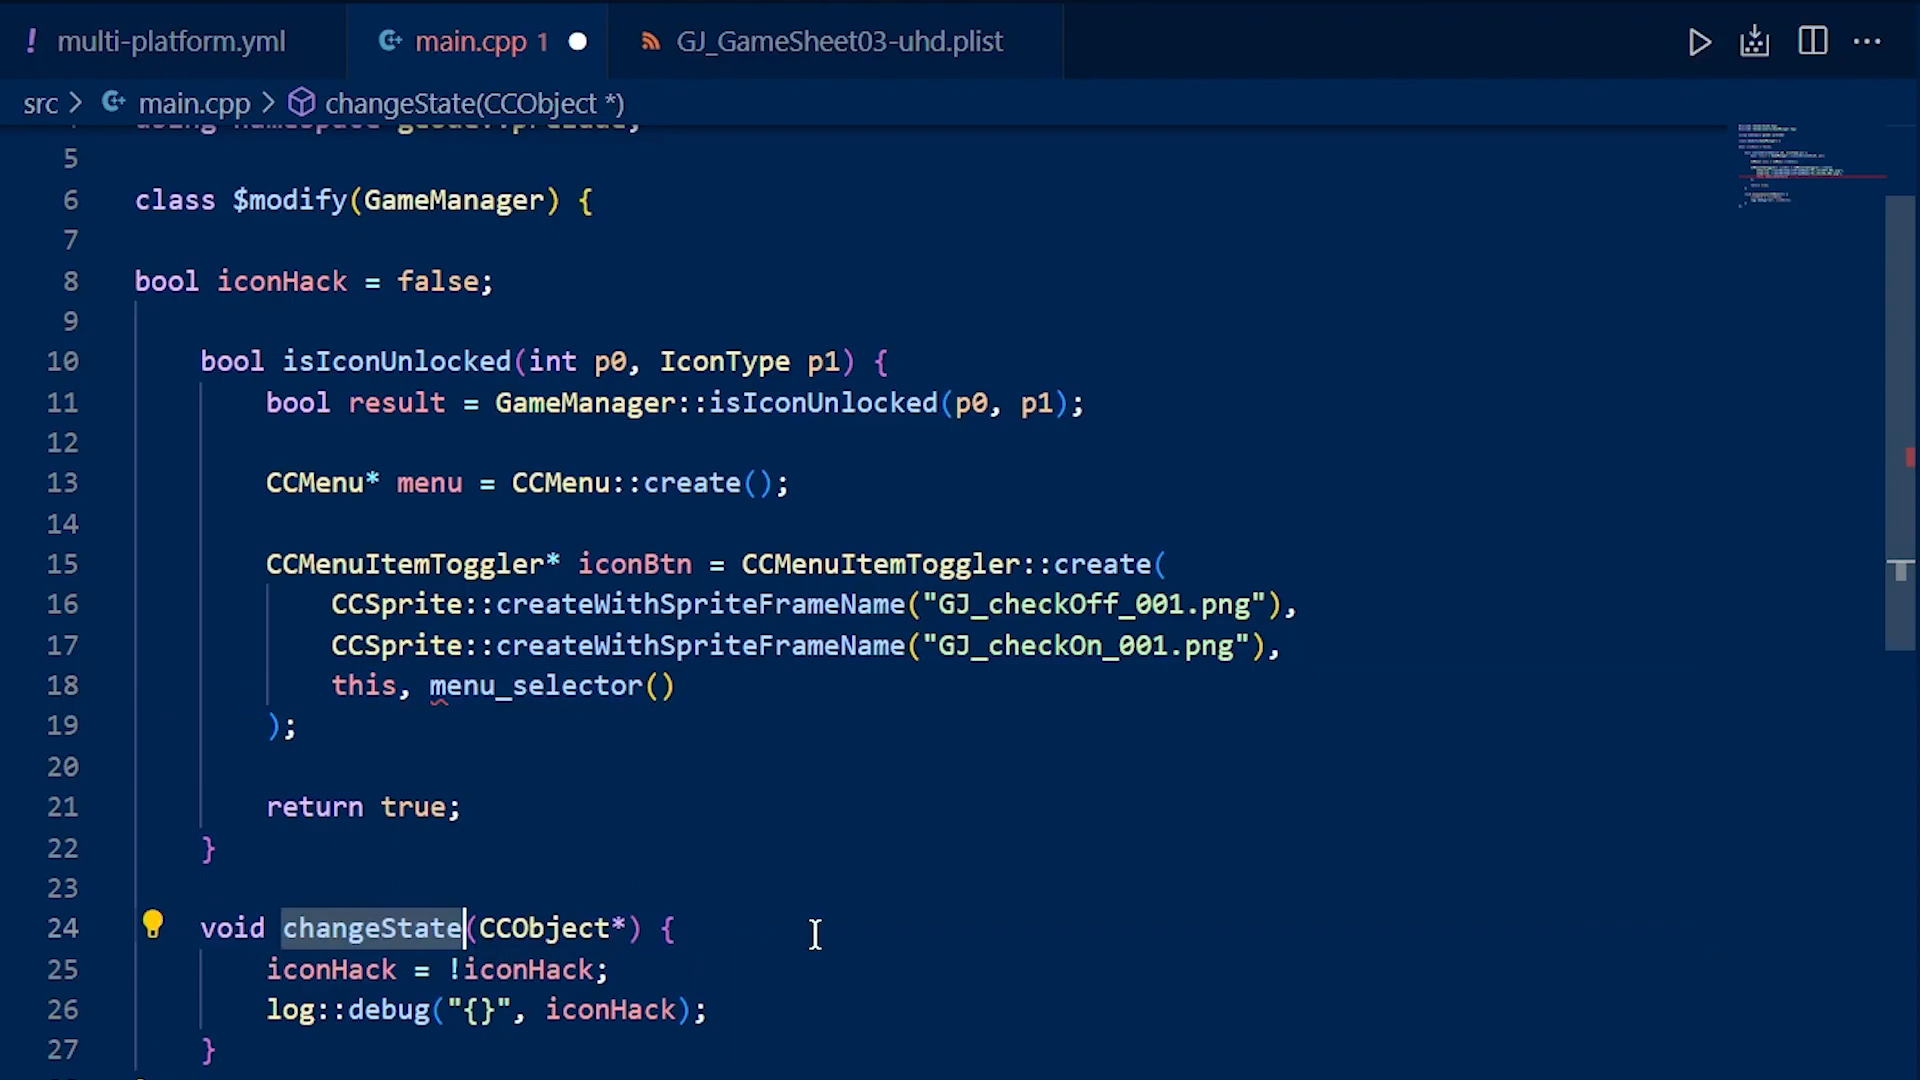 ! multi-platform.yml
main.cpp 1
GJ_GameSheet03-uhd.plist
src > main.cpp > changeState(CCObject *)
5
6 class $modify(GameManager) {
7
8 bool iconHack = false;
9
10 bool isIconUnlocked(int p0, IconType p1) {
11 bool result = GameManager::isIconUnlocked(p0, p1);
12
13 CCMenu* menu = CCMenu::create();
14
15 CCMenuItemToggler* iconBtn = CCMenuItemToggler::create(
16 CCSprite::createWithSpriteFrameName("GJ_checkOff_001.png"),
17 CCSprite::createWithSpriteFrameName("GJ_checkOn_001.png"),
18 this, menu_selector()
19 );
20
21 return true;
22 }
23
24 void changeState(CCObject*) {
25 iconHack = !iconHack;
26 log::debug("{}", iconHack);
27 }